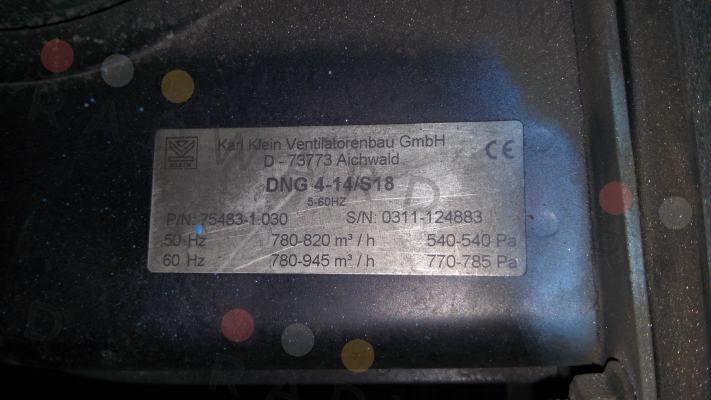 Karl Klein Ventilatorenbau GmbH
D - 73773 Aichwald
KLEIN
DNG 4-14/S18
5-60HZ
P/N: 75483-1.030 S/N: 0311-124883
50 Hz 780-820 m³ / h 540-540 Pa
60 Hz 780-945 m³ / h 770-785 Pa